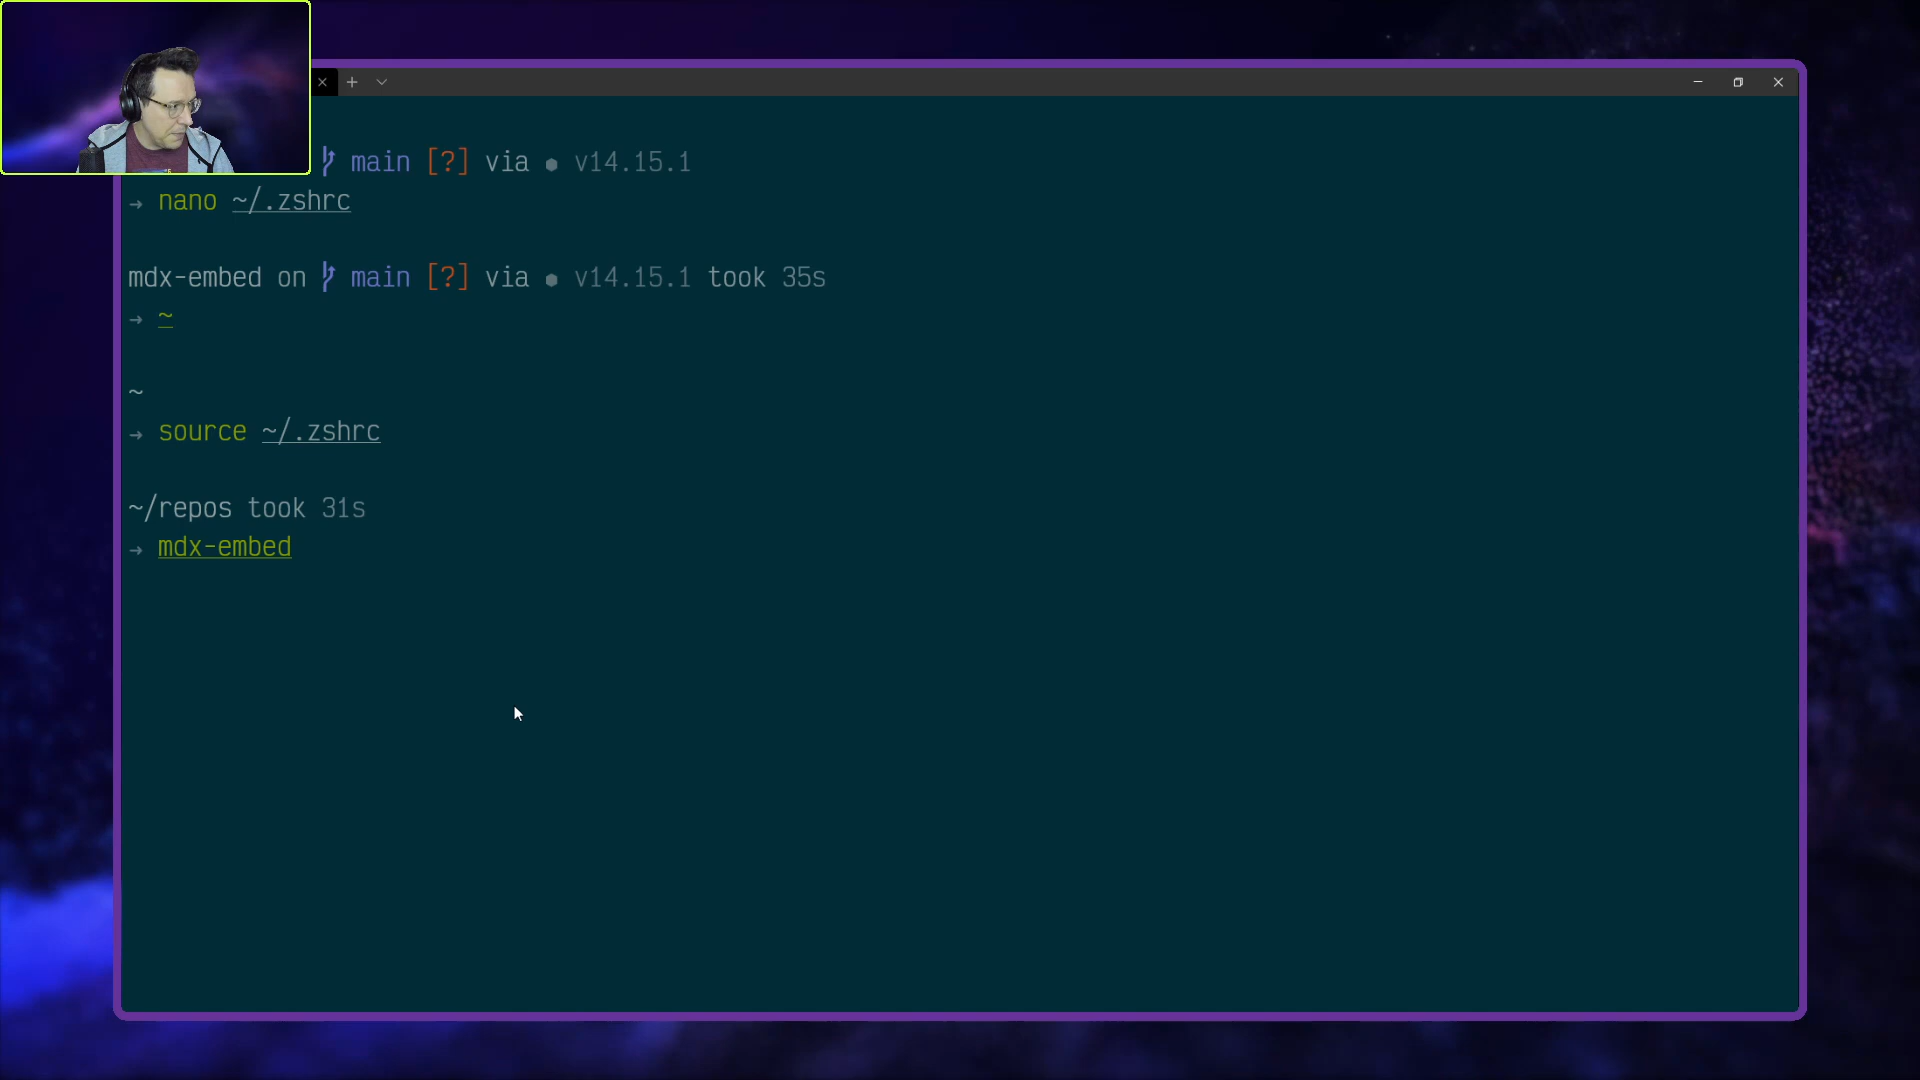 main [?] via ● v14.15.1
→ nano ~/.zshrc
mdx-embed on main [?] via ● v14.15.1 took 35s
→ ~
~
→ source ~/.zshrc
~/repos took 31s
→ mdx-embed